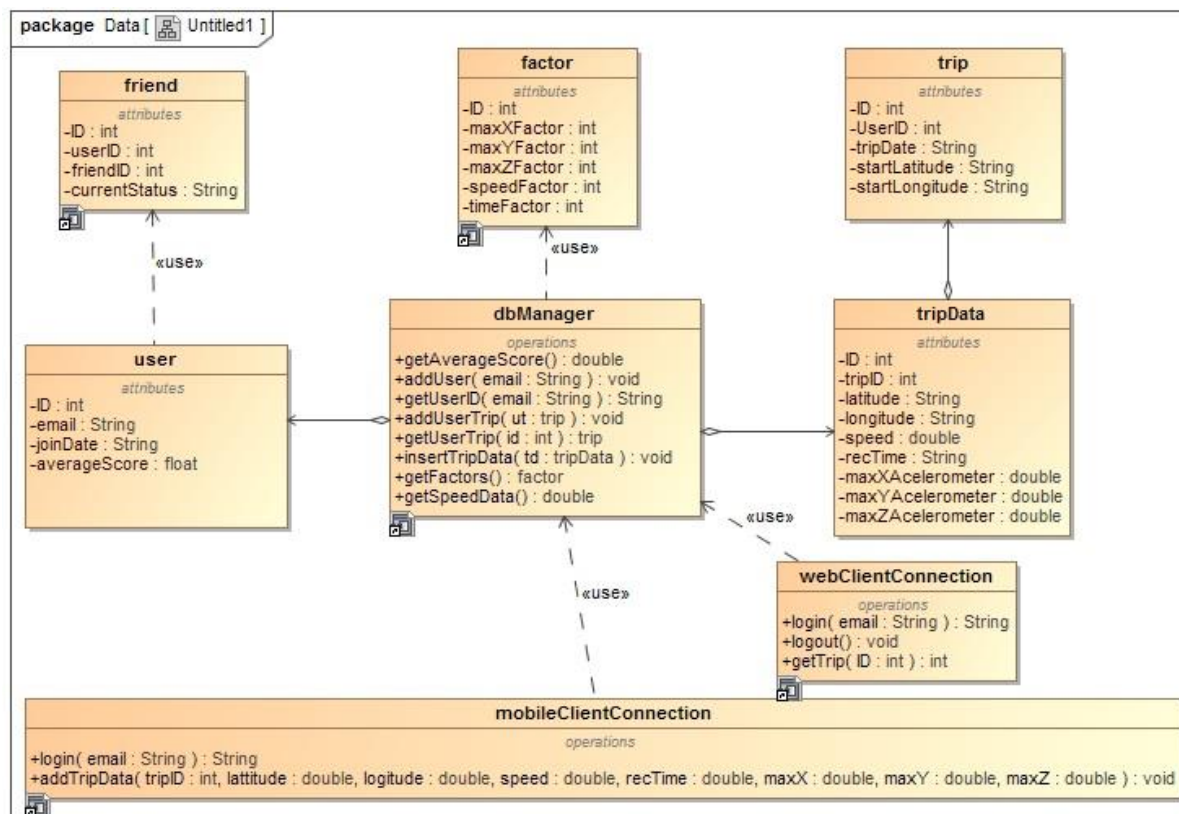 package Data [ Untitled1 ]
friend
attributes
-ID : int
-userID : int
-friendID : int
-currentStatus : String
factor
attributes
-ID : int
-maxXFactor : int
-maxYFactor : int
-maxZFactor : int
-speedFactor : int
-timeFactor : int
trip
attributes
-ID : int
-UserID : int
-tripDate : String
-startLatitude : String
-startLongitude : String
«use»
«use»
user
attributes
-ID : int
-email : String
-joinDate : String
-averageScore : float
dbManager
operations
+getAverageScore() : double
+addUser( email : String ) : void
+getUserID( email : String ) : String
+addUserTrip( ut : trip ) : void
+getUserTrip( id : int ) : trip
+insertTripData( td : tripData ) : void
+getFactors() : factor
+getSpeedData() : double
tripData
attributes
-ID : int
-tripID : int
-latitude : String
-longitude : String
-speed : double
-recTime : String
-maxXAcelerometer : double
-maxYAcelerometer : double
-maxZAcelerometer : double
«use»
«use»
webClientConnection
operations
+login( email : String ) : String
+logout() : void
+getTrip( ID : int ) : int
mobileClientConnection
operations
+login( email : String ) : String
+addTripData( tripID : int, lattitude : double, logitude : double, speed : double, recTime : double, maxX : double, maxY : double, maxZ : double ) : void